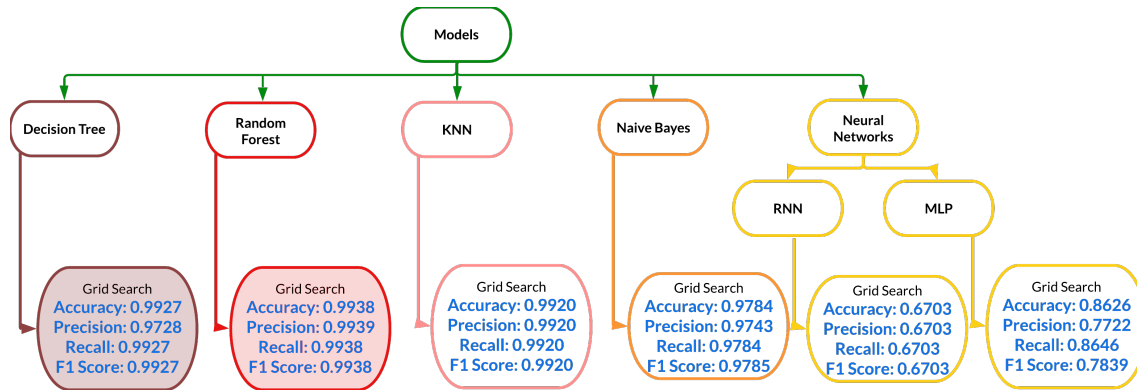 Models
Decision Tree
Random
Forest
KNN
Naive Bayes
Neural
Networks
RNN
MLP
Grid Search
Accuracy: 0.9927
Precision: 0.9728
Recall: 0.9927
F1 Score: 0.9927
Grid Search
Accuracy: 0.9938
Precision: 0.9939
Recall: 0.9938
F1 Score: 0.9938
Grid Search
Accuracy: 0.9920
Precision: 0.9920
Recall: 0.9920
F1 Score: 0.9920
Grid Search
Accuracy: 0.9784
Precision: 0.9743
Recall: 0.9784
F1 Score: 0.9785
Grid Search
Accuracy: 0.6703
Precision: 0.6703
Recall: 0.6703
F1 Score: 0.6703
Grid Search
Accuracy: 0.8626
Precision: 0.7722
Recall: 0.8646
F1 Score: 0.7839